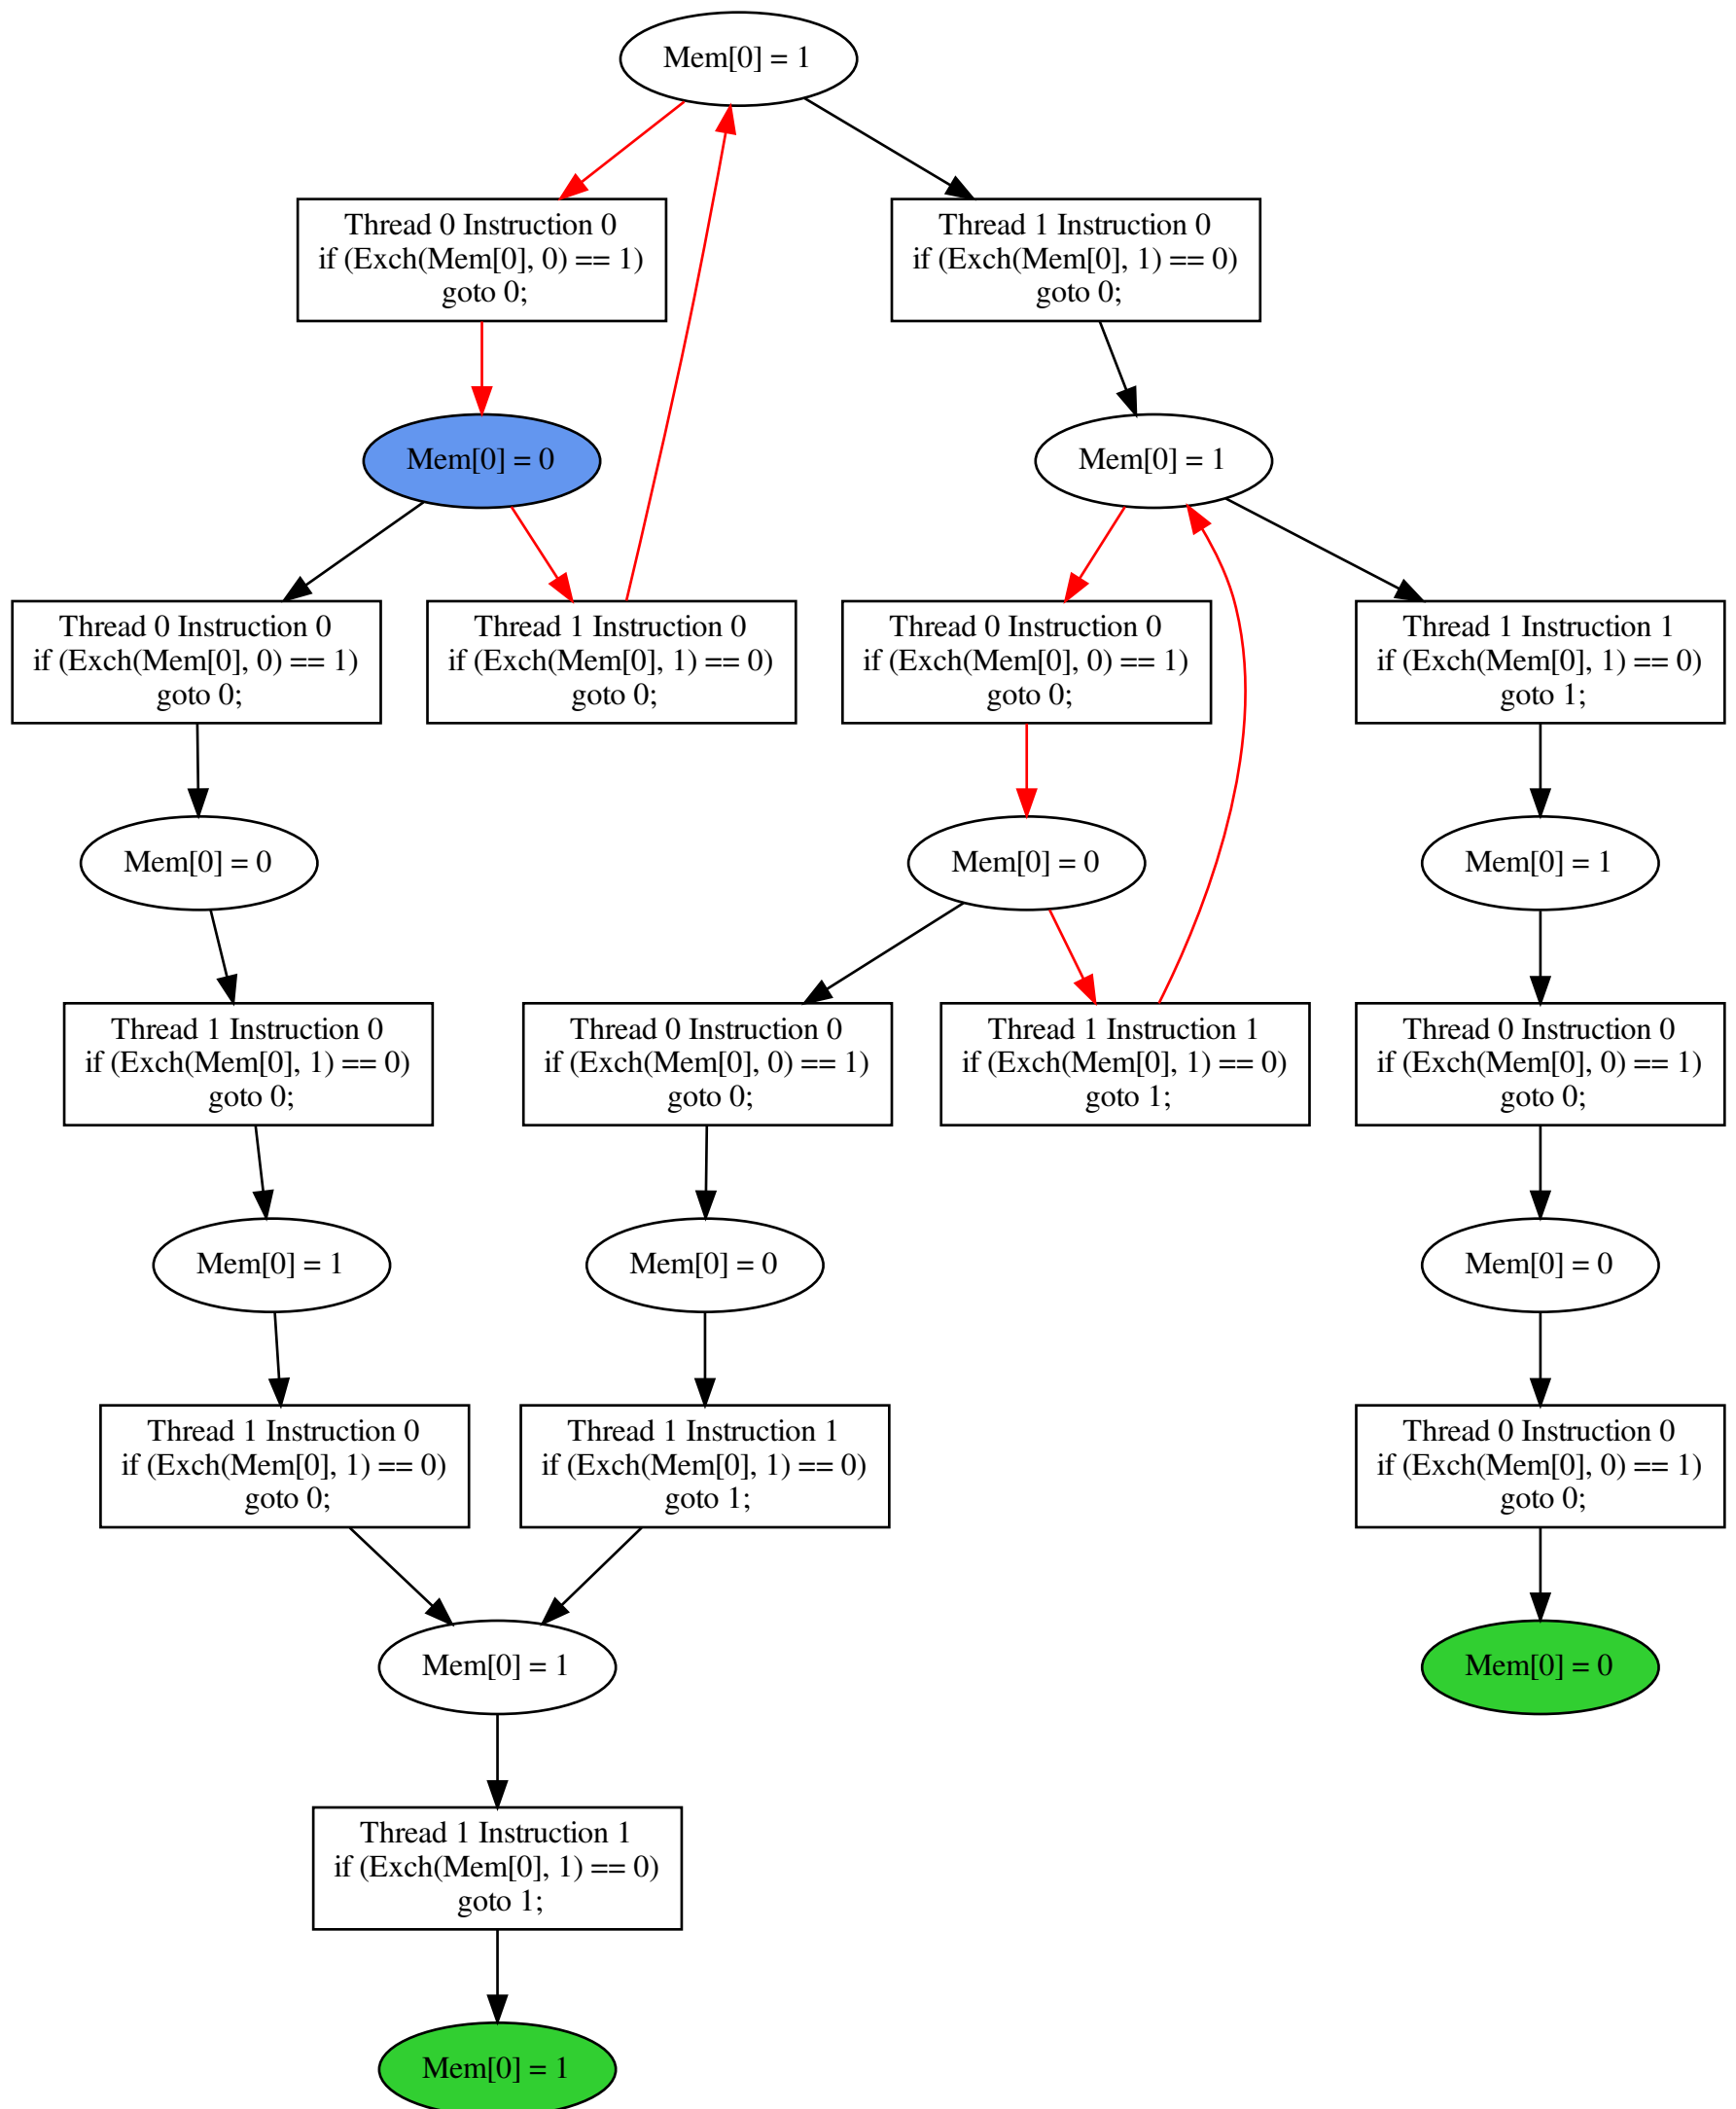 Mem[0] = 1
Thread 0 Instruction 0
if (Exch(Mem[0], 0) == 1)
goto 0;
Thread 1 Instruction 0
if (Exch(Mem[0], 1) == 0)
goto 0;
Mem[0] = 0
Mem[0] = 1
Thread 0 Instruction 0
if (Exch(Mem[0], 0) == 1)
goto 0;
Thread 1 Instruction 0
if (Exch(Mem[0], 1) == 0)
goto 0;
Thread 0 Instruction 0
if (Exch(Mem[0], 0) == 1)
goto 0;
Thread 1 Instruction 1
if (Exch(Mem[0], 1) == 0)
goto 1;
Mem[0] = 0
Mem[0] = 0
Mem[0] = 1
Thread 1 Instruction 0
if (Exch(Mem[0], 1) == 0)
goto 0;
Thread 0 Instruction 0
if (Exch(Mem[0], 0) == 1)
goto 0;
Thread 1 Instruction 1
if (Exch(Mem[0], 1) == 0)
goto 1;
Thread 0 Instruction 0
if (Exch(Mem[0], 0) == 1)
goto 0;
Mem[0] = 1
Mem[0] = 0
Mem[0] = 0
Thread 1 Instruction 0
if (Exch(Mem[0], 1) == 0)
goto 0;
Thread 1 Instruction 1
if (Exch(Mem[0], 1) == 0)
goto 1;
Thread 0 Instruction 0
if (Exch(Mem[0], 0) == 1)
goto 0;
Mem[0] = 1
Mem[0] = 0
Thread 1 Instruction 1
if (Exch(Mem[0], 1) == 0)
goto 1;
Mem[0] = 1